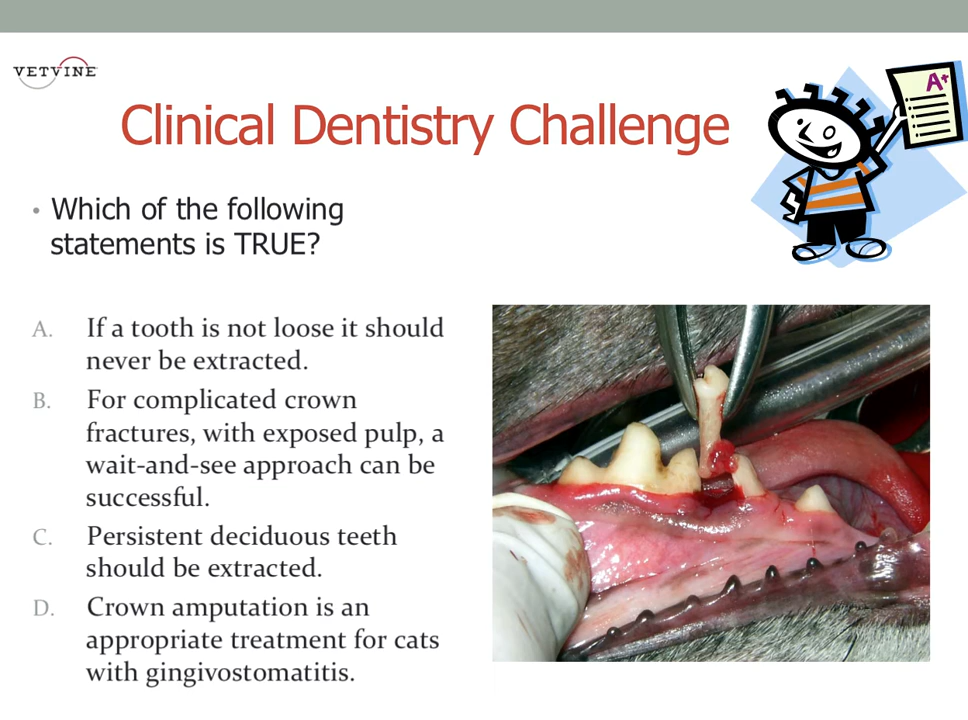 VETVINE
A+
Clinical Dentistry Challenge
• Which of the following
statements is TRUE?
A. If a tooth is not loose it should
never be extracted.
B. For complicated crown
fractures, with exposed pulp, a
wait-and-see approach can be
successful.
C. Persistent deciduous teeth
should be extracted.
D. Crown amputation is an
appropriate treatment for cats
with gingivostomatitis.